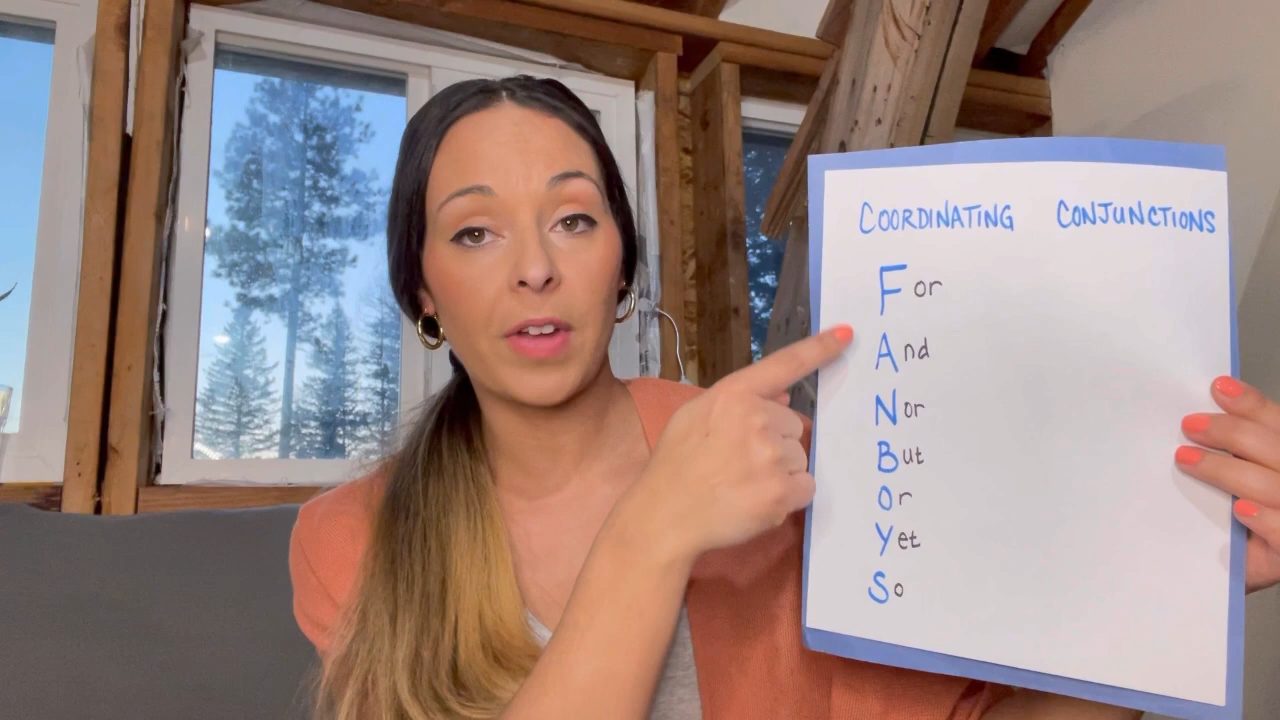 COORDINATING CONJUNCTIONS
For
And
Nor
But
Or
Yet
So